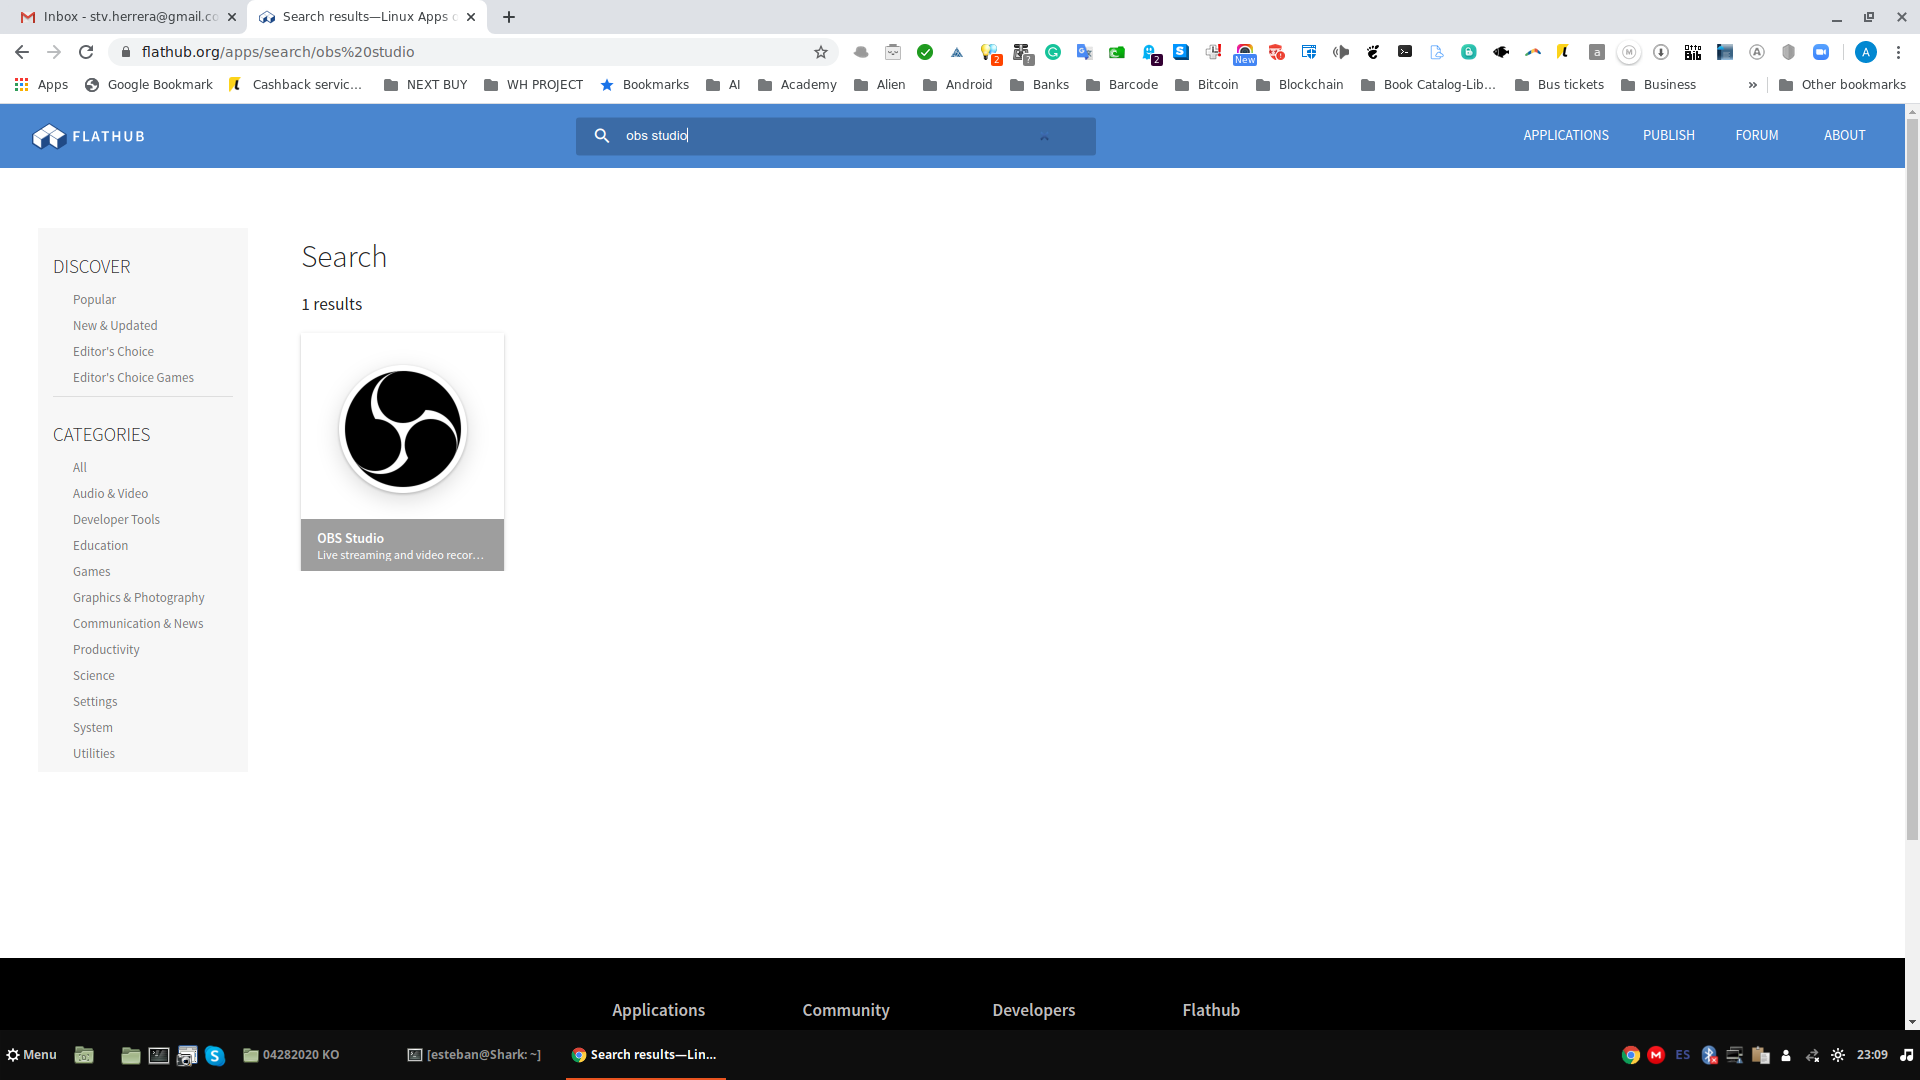 Inbox - stv.herrera@gmail.co
Search results—Linux Apps
flathub.org/apps/search/obs%20studio
2
?
New
2
Apps
Google Bookmark
Cashback servic...
NEXT BUY
WH PROJECT
Bookmarks
AI
Academy
Alien
Android
Banks
Barcode
Bitcoin
Blockchain
Book Catalog-Lib...
Bus tickets
Business
»
Other bookmarks
FLATHUB
obs studio
APPLICATIONS
PUBLISH
FORUM
ABOUT
DISCOVER
Popular
New & Updated
Editor's Choice
Editor's Choice Games
CATEGORIES
All
Audio & Video
Developer Tools
Education
Games
Graphics & Photography
Communication & News
Productivity
Science
Settings
System
Utilities
Search
1 results
OBS Studio
Live streaming and video recor...
Applications
Community
Developers
Flathub
Menu
04282020 KO
[esteban@Shark: ~]
Search results—Lin...
ES
23:09